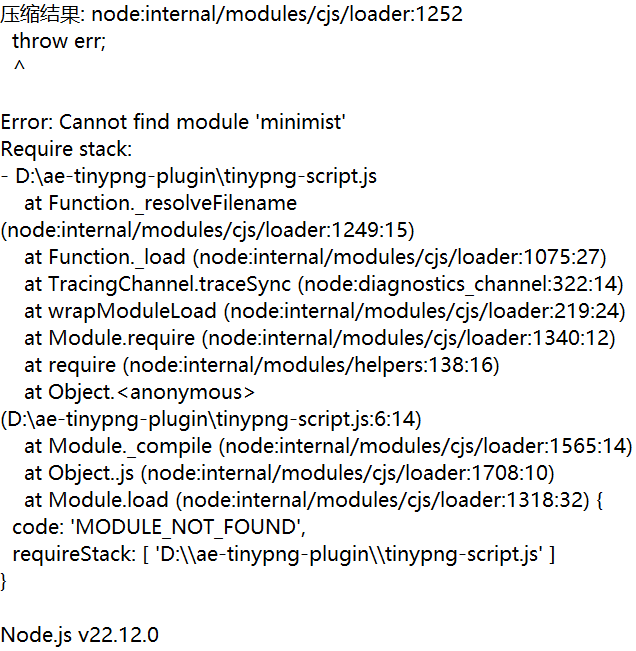 压缩结果: node:internal/modules/cjs/loader:1252
throw err;
^
Error: Cannot find module 'minimist'
Require stack:
- D:\ae-tinypng-plugin\tinypng-script.js
at Function._resolveFilename
(node:internal/modules/cjs/loader:1249:15)
at Function._load (node:internal/modules/cjs/loader:1075:27)
at TracingChannel.traceSync (node:diagnostics_channel:322:14)
at wrapModuleLoad (node:internal/modules/cjs/loader:219:24)
at Module.require (node:internal/modules/cjs/loader:1340:12)
at require (node:internal/modules/helpers:138:16)
at Object.<anonymous>
(D:\ae-tinypng-plugin\tinypng-script.js:6:14)
at Module._compile (node:internal/modules/cjs/loader:1565:14)
at Object..js (node:internal/modules/cjs/loader:1708:10)
at Module.load (node:internal/modules/cjs/loader:1318:32) {
code: 'MODULE_NOT_FOUND',
requireStack: [ 'D:\\ae-tinypng-plugin\\tinypng-script.js' ]
}
Node.js v22.12.0